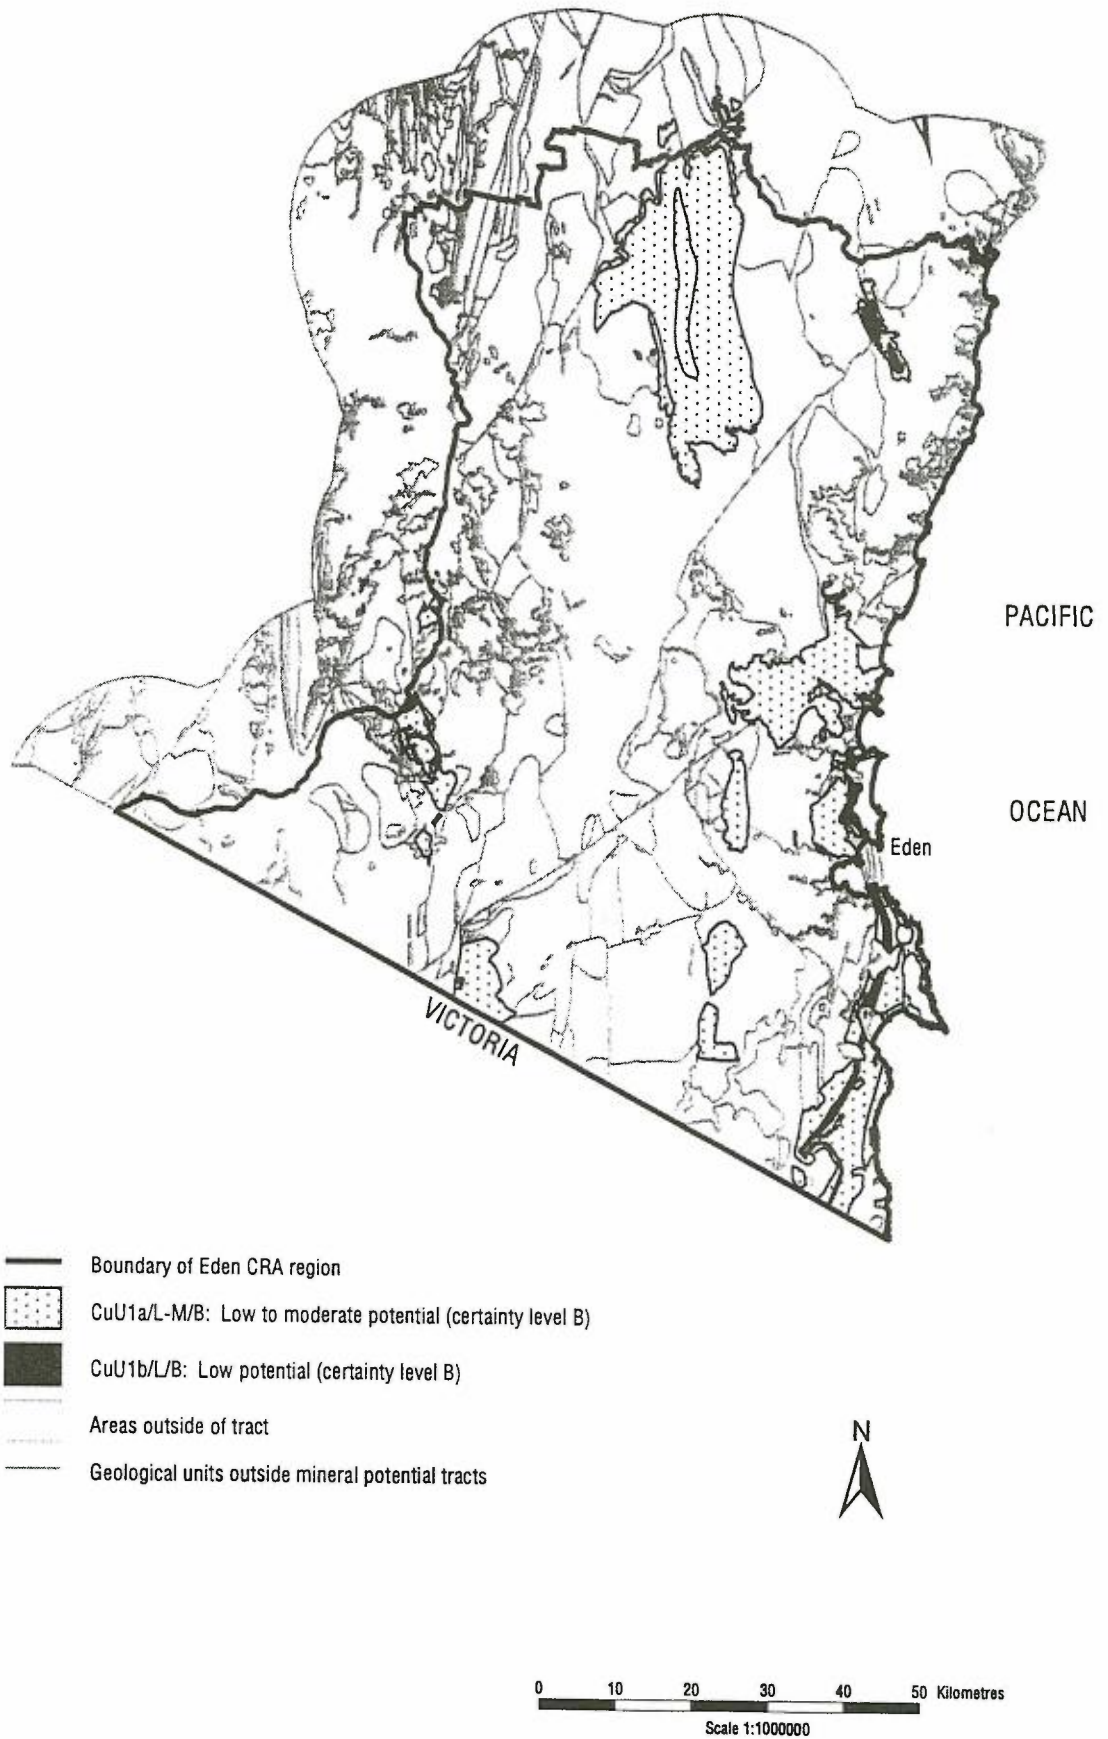 PACIFIC
OCEAN
Eden
VICTORIA
Boundary of Eden CRA region
CuU1a/L-M/B: Low to moderate potential (certainty level B)
CuU1b/L/B: Low potential (certainty level B)
Areas outside of tract
Geological units outside mineral potential tracts
N
0 10 20 30 40 50 Kilometres
Scale 1:1000000